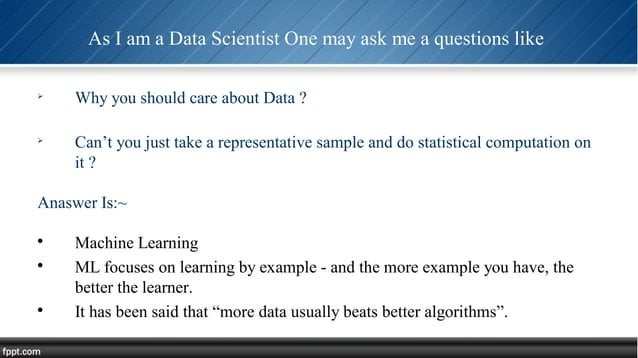 As I am a Data Scientist One may ask me a questions like
➢ Why you should care about Data ?
➢ Can’t you just take a representative sample and do statistical computation on
it ?
Anaswer Is:~
• Machine Learning
• ML focuses on learning by example - and the more example you have, the
better the learner.
• It has been said that “more data usually beats better algorithms”.
fppt.com